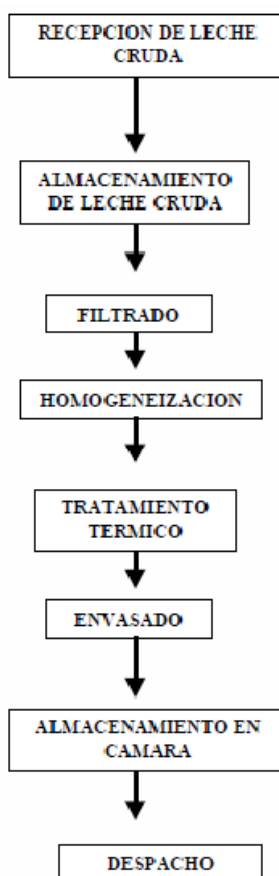 RECEPCION DE LECHE
CRUDA
ALMACENAMIENTO
DE LECHE CRUDA
FILTRADO
HOMOGENEIZACION
TRATAMIENTO
TERMICO
ENVASADO
ALMACENAMIENTO EN
CAMARA
DESPACHO